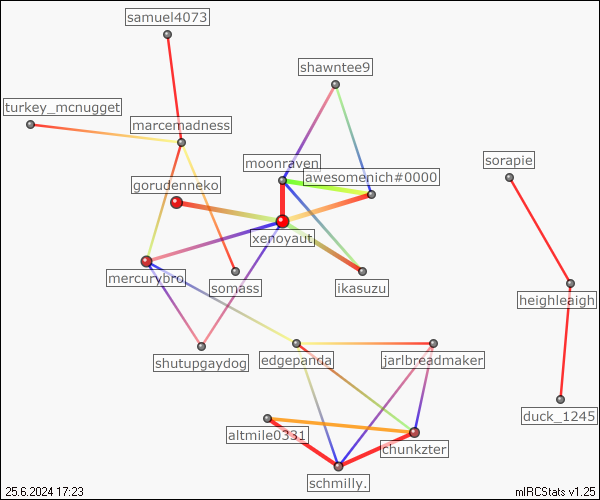 samuel4073
shawntee9
turkey_mcnugget
marcemadness
moonraven
sorapie
awesomenich#0000
gorudenneko
xenoyaut
mercurybro
somass
ikasuzu
heighleaigh
shutupgaydog
edgepanda
jarlbreadmaker
duck_1245
altmile0331
chunkzter
schmilly.
25.6.2024 17:23
mIRCStats v1.25